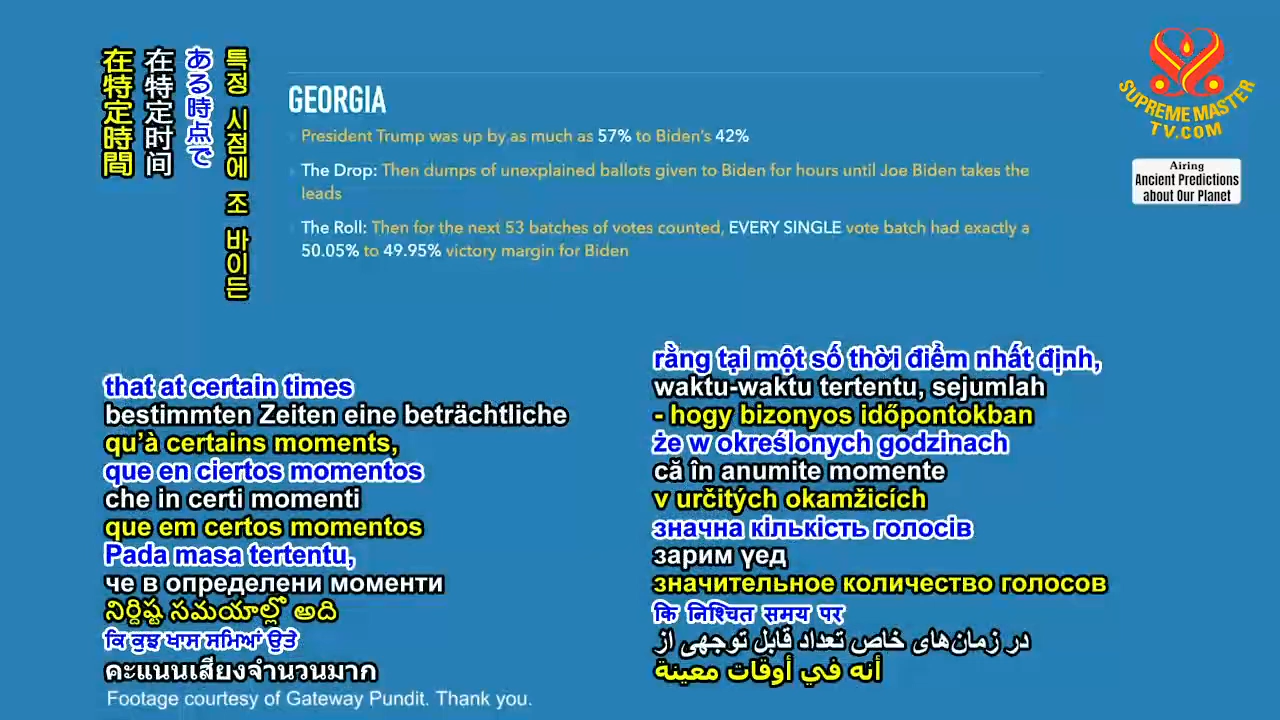 在特定時間
在特定时间
ある時点で
특정 시점에 조 바이든
GEORGIA
President Trump was up by as much as 57% to Biden's 42%
The Drop: Then dumps of unexplained ballots given to Biden for hours until Joe Biden takes the
leads
The Roll: Then for the next 53 batches of votes counted, EVERY SINGLE vote batch had exactly a
50.05% to 49.95% victory margin for Biden
SUPREME MASTER
TV.COM
Airing
Ancient Predictions
about Our Planet
that at certain times
bestimmten Zeiten eine beträchtliche
qu'à certains moments,
que en ciertos momentos
che in certi momenti
que em certos momentos
Pada masa tertentu,
че в определени моменти
నిర్దిష్ట సమయాల్లో అది
ਕਿ ਕੁਝ ਖਾਸ ਸਮਿਆਂ ਉਤੇ
คะแนนเสียงจำนวนมาก
rằng tại một số thời điểm nhất định,
waktu-waktu tertentu, sejumlah
- hogy bizonyos időpontokban
że w określonych godzinach
că în anumite momente
v určitých okamžicích
значна кількість голосів
зарим үед
значительное количество голосов
कि निश्चित समय पर
در زمان‌های خاص تعداد قابل توجهی از
أنه في أوقات معينة
Footage courtesy of Gateway Pundit. Thank you.